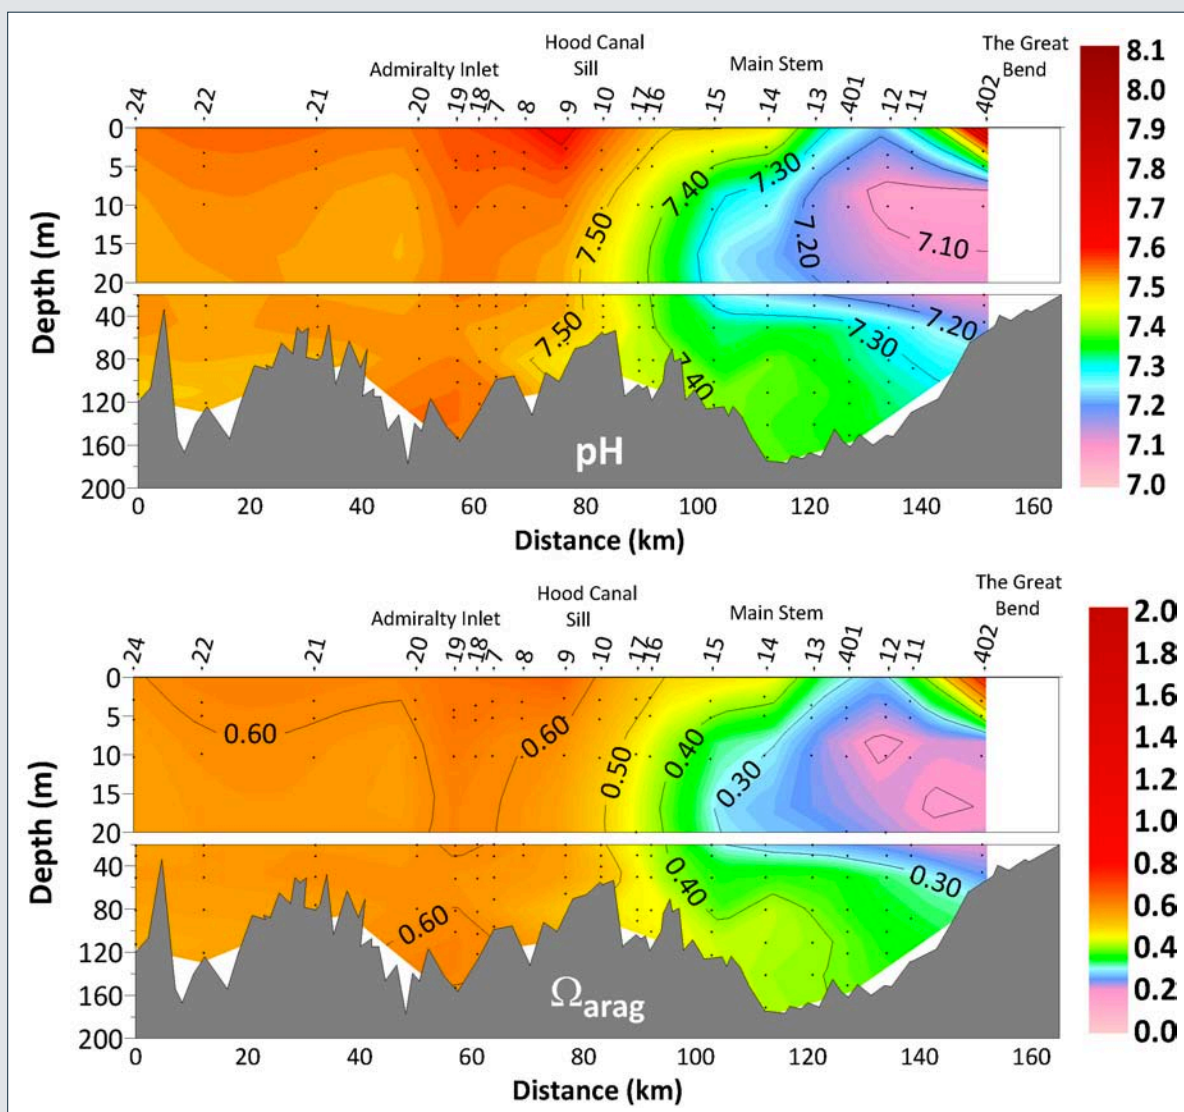 Hood Canal
Sill
The Great
Bend
Admiralty Inlet
Main Stem
24 22 21 20 19 18 7 8 9 10 17 16 15 14 13 401 12 11 402
0
5
10
15
20
40
80
120
160
200
Depth (m)
7.50
7.40
7.30
7.20
7.10
7.50
7.40
7.30
7.20
pH
0 20 40 60 80 100 120 140 160
Distance (km)
8.1
8.0
7.9
7.8
7.7
7.6
7.5
7.4
7.3
7.2
7.1
7.0
Hood Canal
Sill
The Great
Bend
Admiralty Inlet
Main Stem
24 22 21 20 19 18 7 8 9 10 17 16 15 14 13 401 12 11 402
0
5
10
15
20
40
80
120
160
200
Depth (m)
0.60
0.60
0.50
0.40
0.30
0.60
0.40
0.30
Ωarag
0 20 40 60 80 100 120 140 160
Distance (km)
2.0
1.8
1.6
1.4
1.2
1.0
0.8
0.6
0.4
0.2
0.0